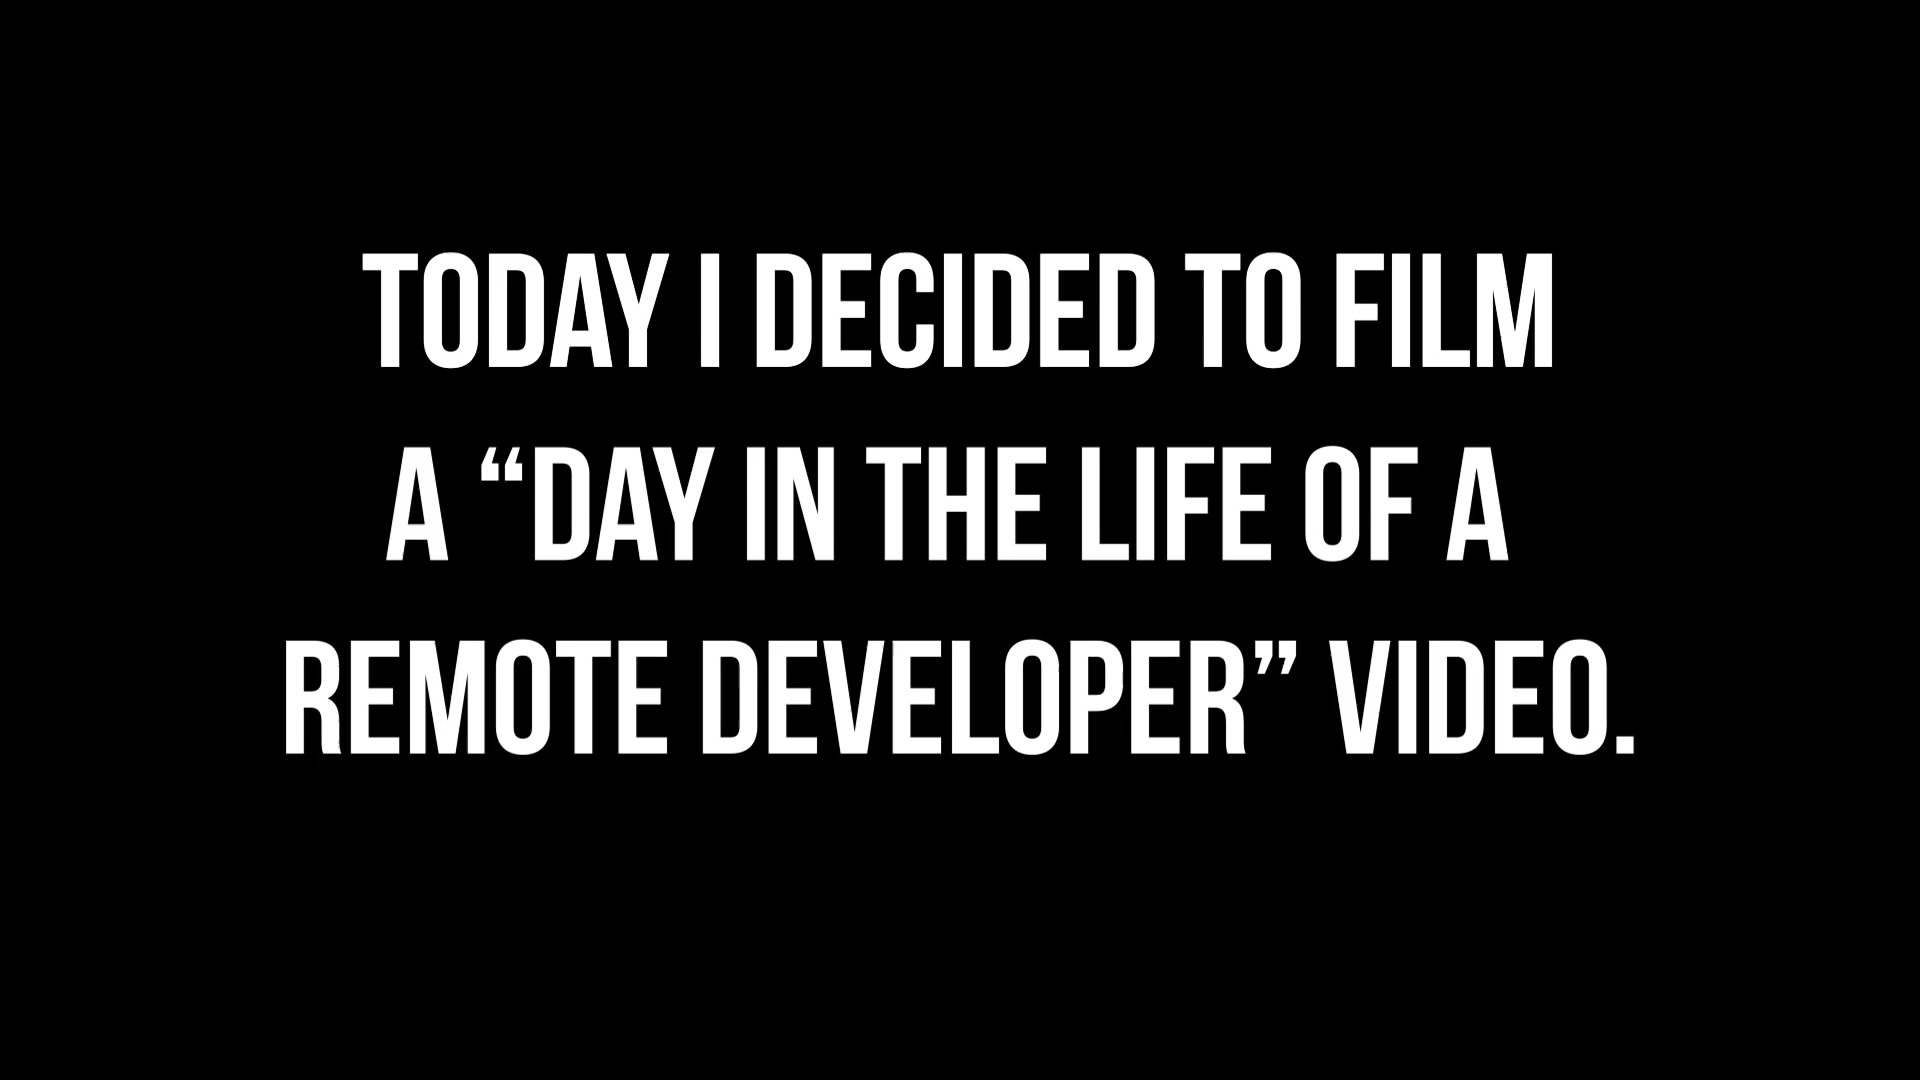 TODAY I DECIDED TO FILM
A “DAY IN THE LIFE OF A
REMOTE DEVELOPER” VIDEO.